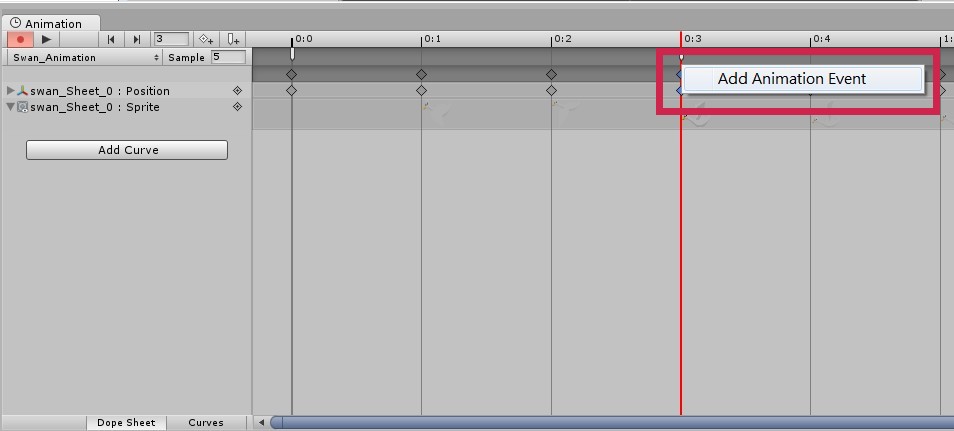 Animation
3 0:0 0:1 0:2 0:3 0:4 1:
Swan_Animation Sample 5
Add Animation Event
swan_Sheet_0 : Position
swan_Sheet_0 : Sprite
Add Curve
Dope Sheet Curves